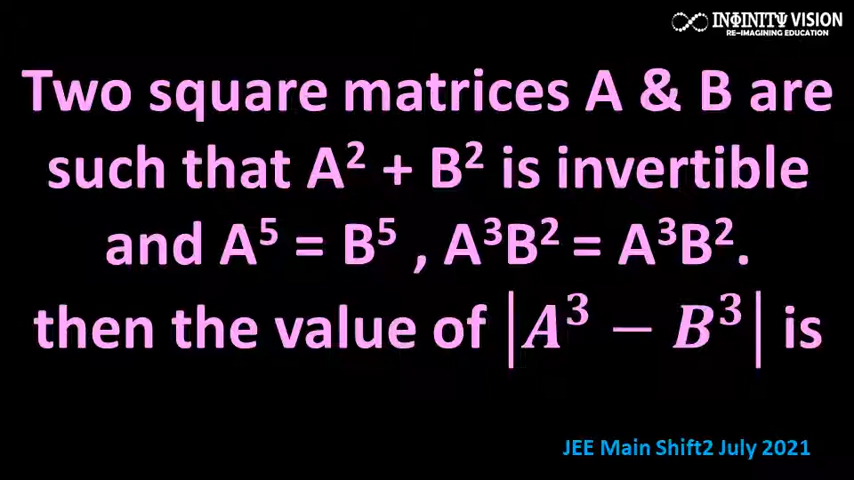 INFINITY VISION
RE-IMAGINING EDUCATION
Two square matrices A & B are
such that A² + B² is invertible
and A⁵ = B⁵ , A³B² = A³B².
then the value of |A³ − B³| is
JEE Main Shift2 July 2021